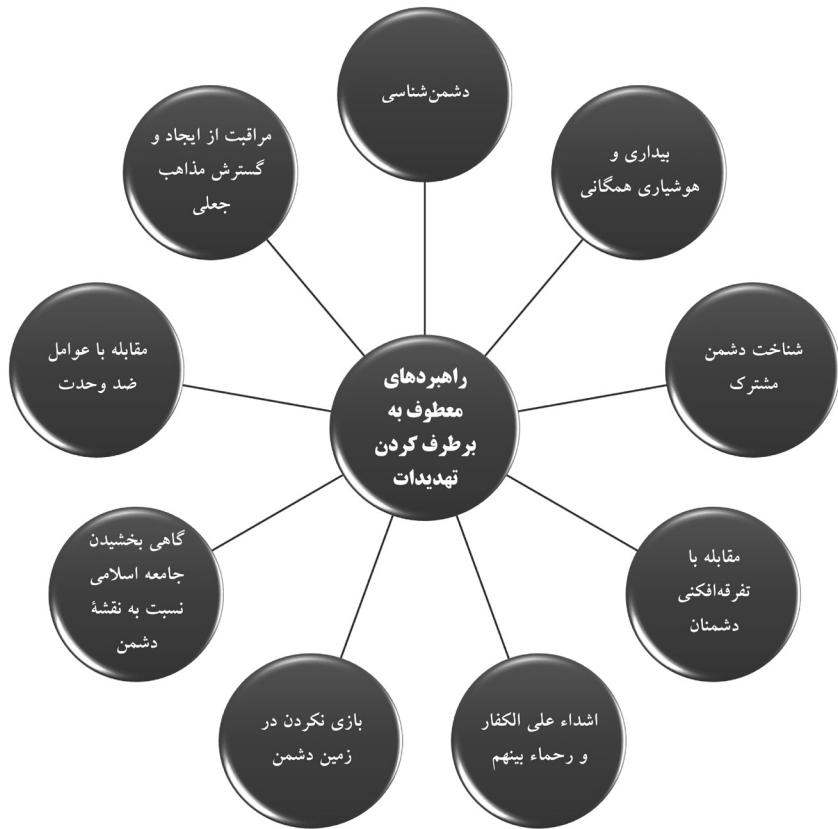 دشمن‌شناسی
بیداری و
هوشیاری همگانی
شناخت دشمن
مشترک
مقابله با
تفرقه‌افکنی
دشمنان
اشداء علی الکفار
و رحماء بینهم
بازی نکردن در
زمین دشمن
گاهی بخشیدن
جامعه اسلامی
نسبت به نقشۀ
دشمن
مقابله با عوامل
ضد وحدت
مراقبت از ایجاد و
گسترش مذاهب
جعلی
راهبردهای
معطوف به
برطرف کردن
تهدیدات